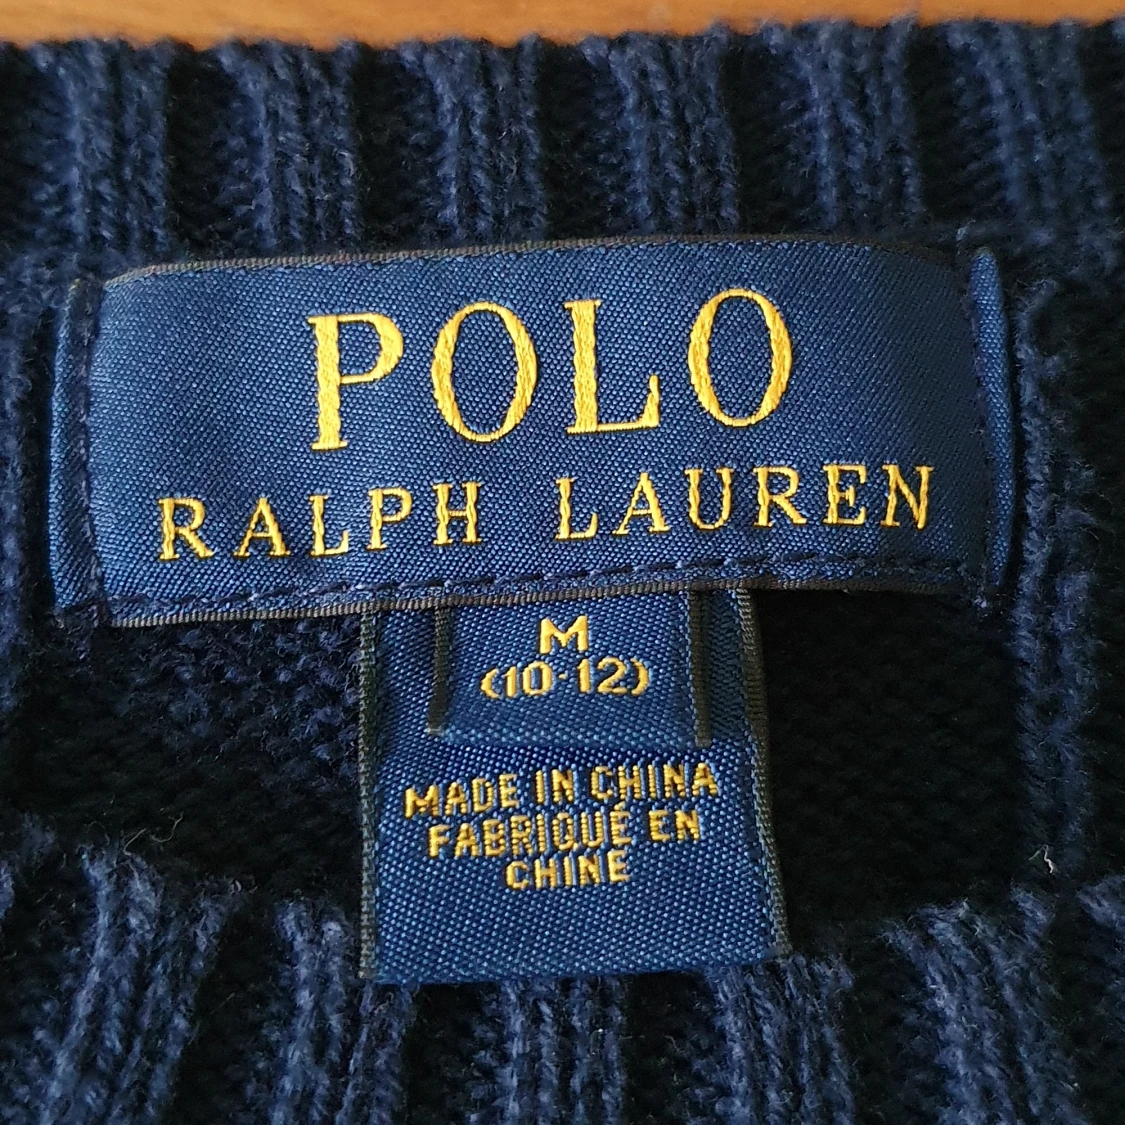 POLO
RALPH LAUREN
M
(10-12)
MADE IN CHINA
FABRIQUÉ EN
CHINE